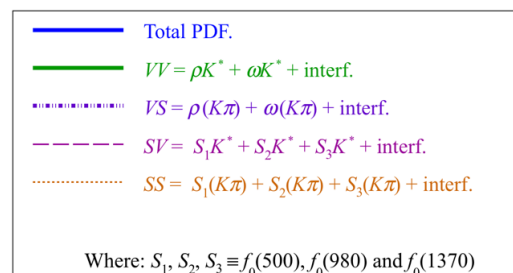 Total PDF.
VV = ρK* + ωK* + interf.
VS = ρ(Kπ) + ω(Kπ) + interf.
SV = S₁K* + S₂K* + S₃K* + interf.
SS = S₁(Kπ) + S₂(Kπ) + S₃(Kπ) + interf.
Where: S₁, S₂, S₃ ≡ f₀(500), f₀(980) and f₀(1370)